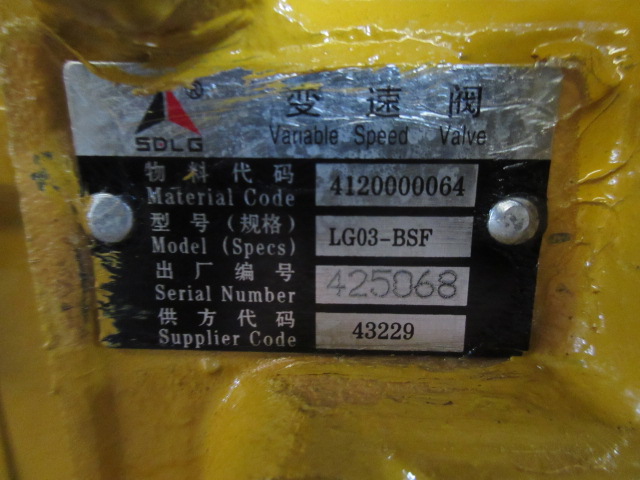 SDLG ® 变速阀
Variable Speed Valve
物料代码
Material Code 4120000064
型号(规格)
Model (Specs) LG03-BSF
出厂编号
Serial Number 425068
供方代码
Supplier Code 43229